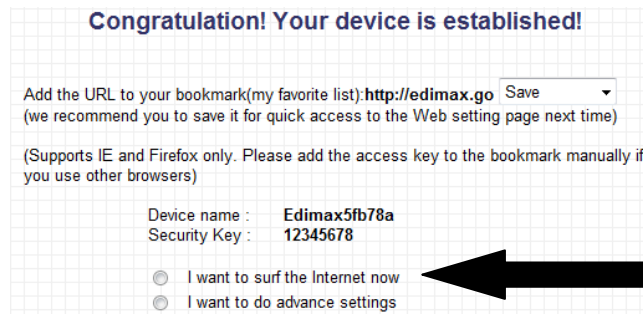 Congratulation! Your device is established!
Add the URL to your bookmark(my favorite list):http://edimax.go Save
(we recommend you to save it for quick access to the Web setting page next time)
(Supports IE and Firefox only. Please add the access key to the bookmark manually if
you use other browsers)
Device name : Edimax5fb78a
Security Key : 12345678
I want to surf the Internet now
I want to do advance settings